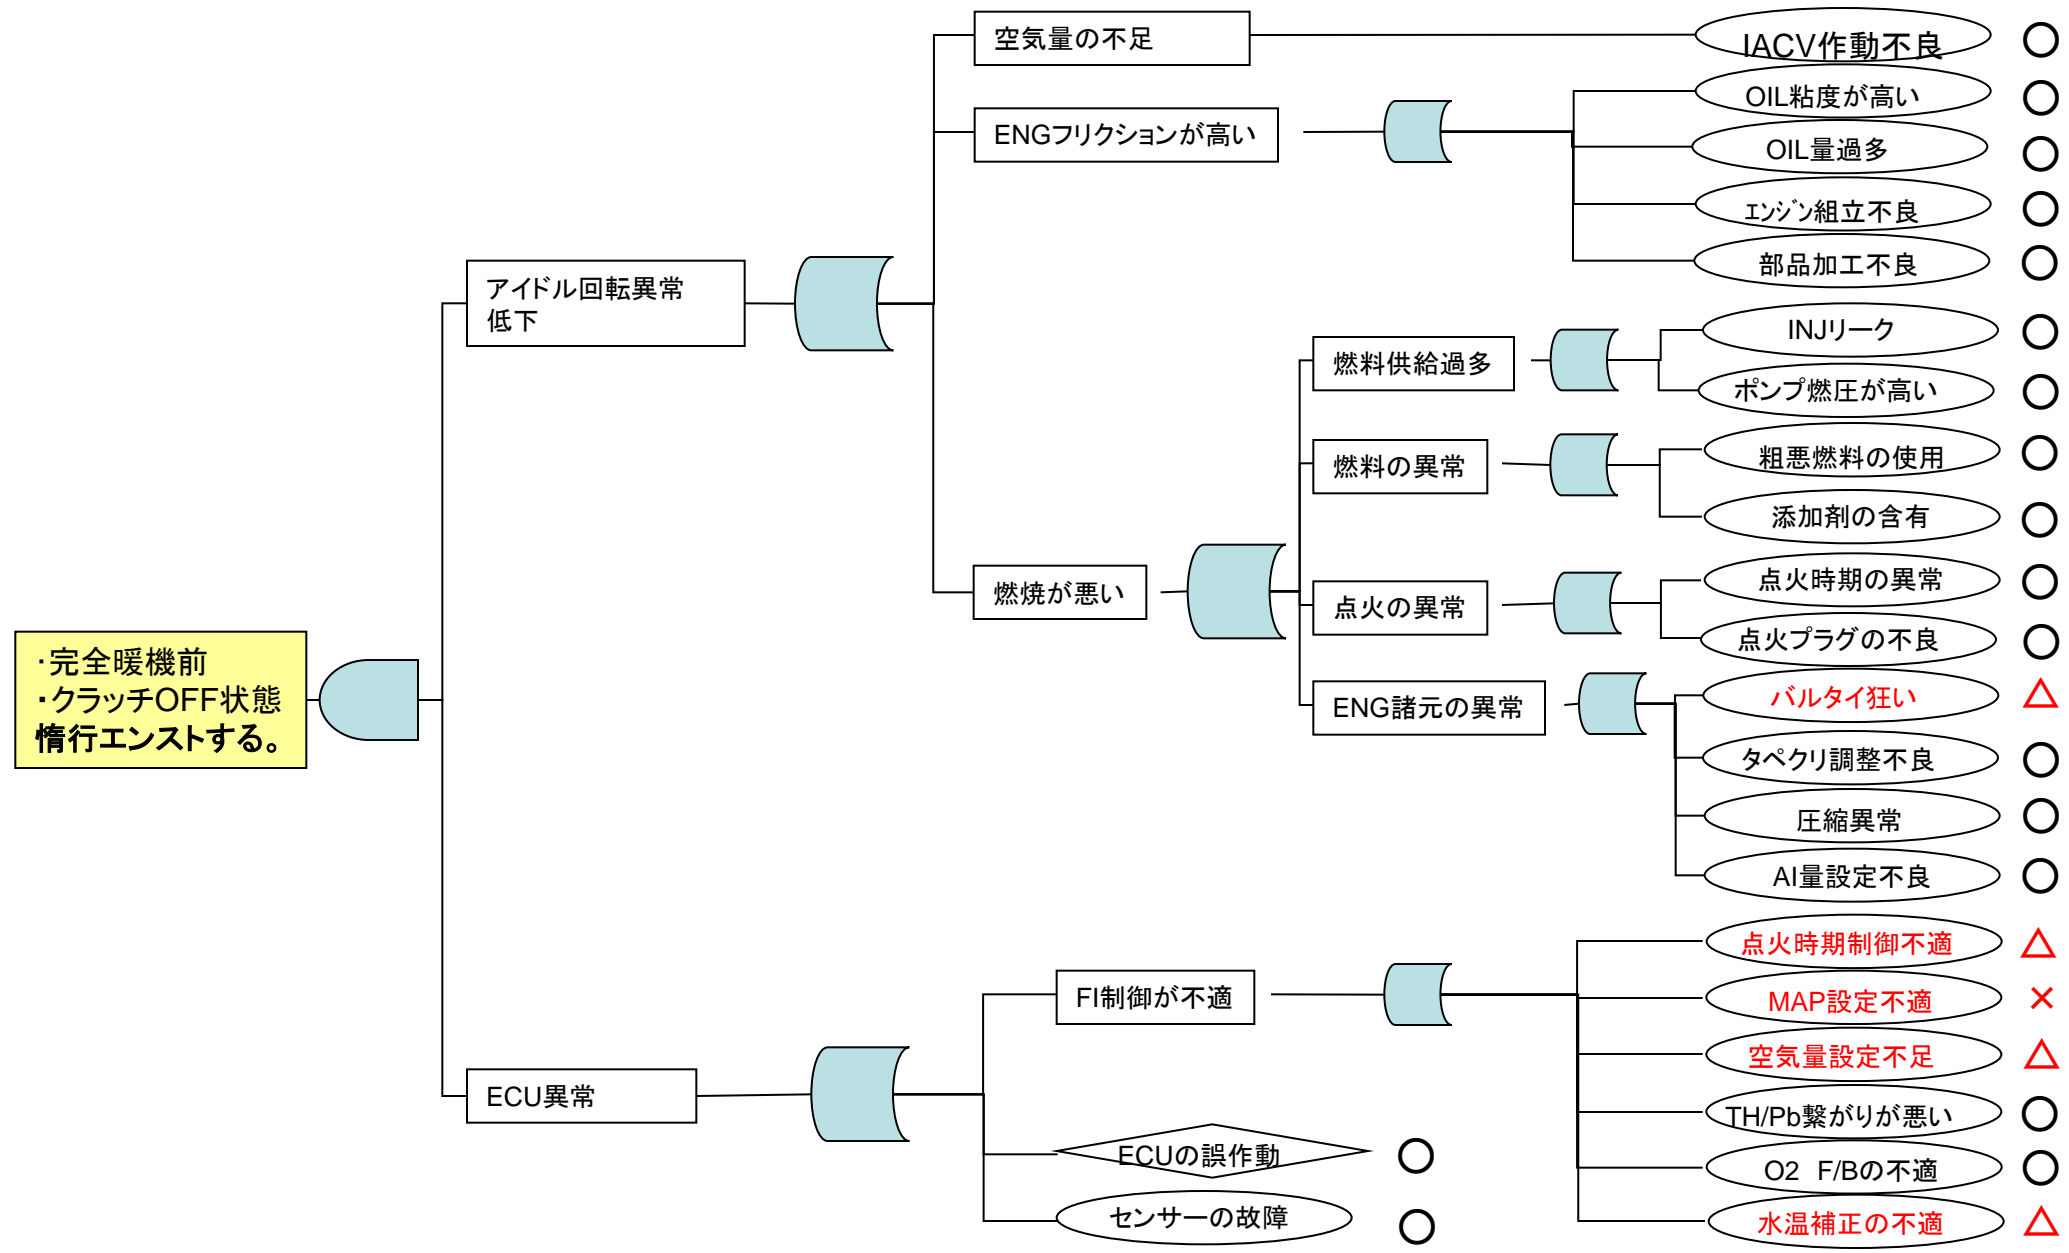 ・完全暖機前
・クラッチOFF状態
惰行エンストする。
アイドル回転異常
低下
ECU異常
空気量の不足
ENGフリクションが高い
燃焼が悪い
燃料供給過多
燃料の異常
点火の異常
ENG諸元の異常
FI制御が不適
ECUの誤作動
センサーの故障
IACV作動不良
OIL粘度が高い
OIL量過多
ｴﾝｼﾞﾝ組立不良
部品加工不良
INJリーク
ポンプ燃圧が高い
粗悪燃料の使用
添加剤の含有
点火時期の異常
点火プラグの不良
バルタイ狂い
タペクリ調整不良
圧縮異常
AI量設定不良
点火時期制御不適
MAP設定不適
空気量設定不足
TH/Pb繋がりが悪い
O2　F/Bの不適
水温補正の不適